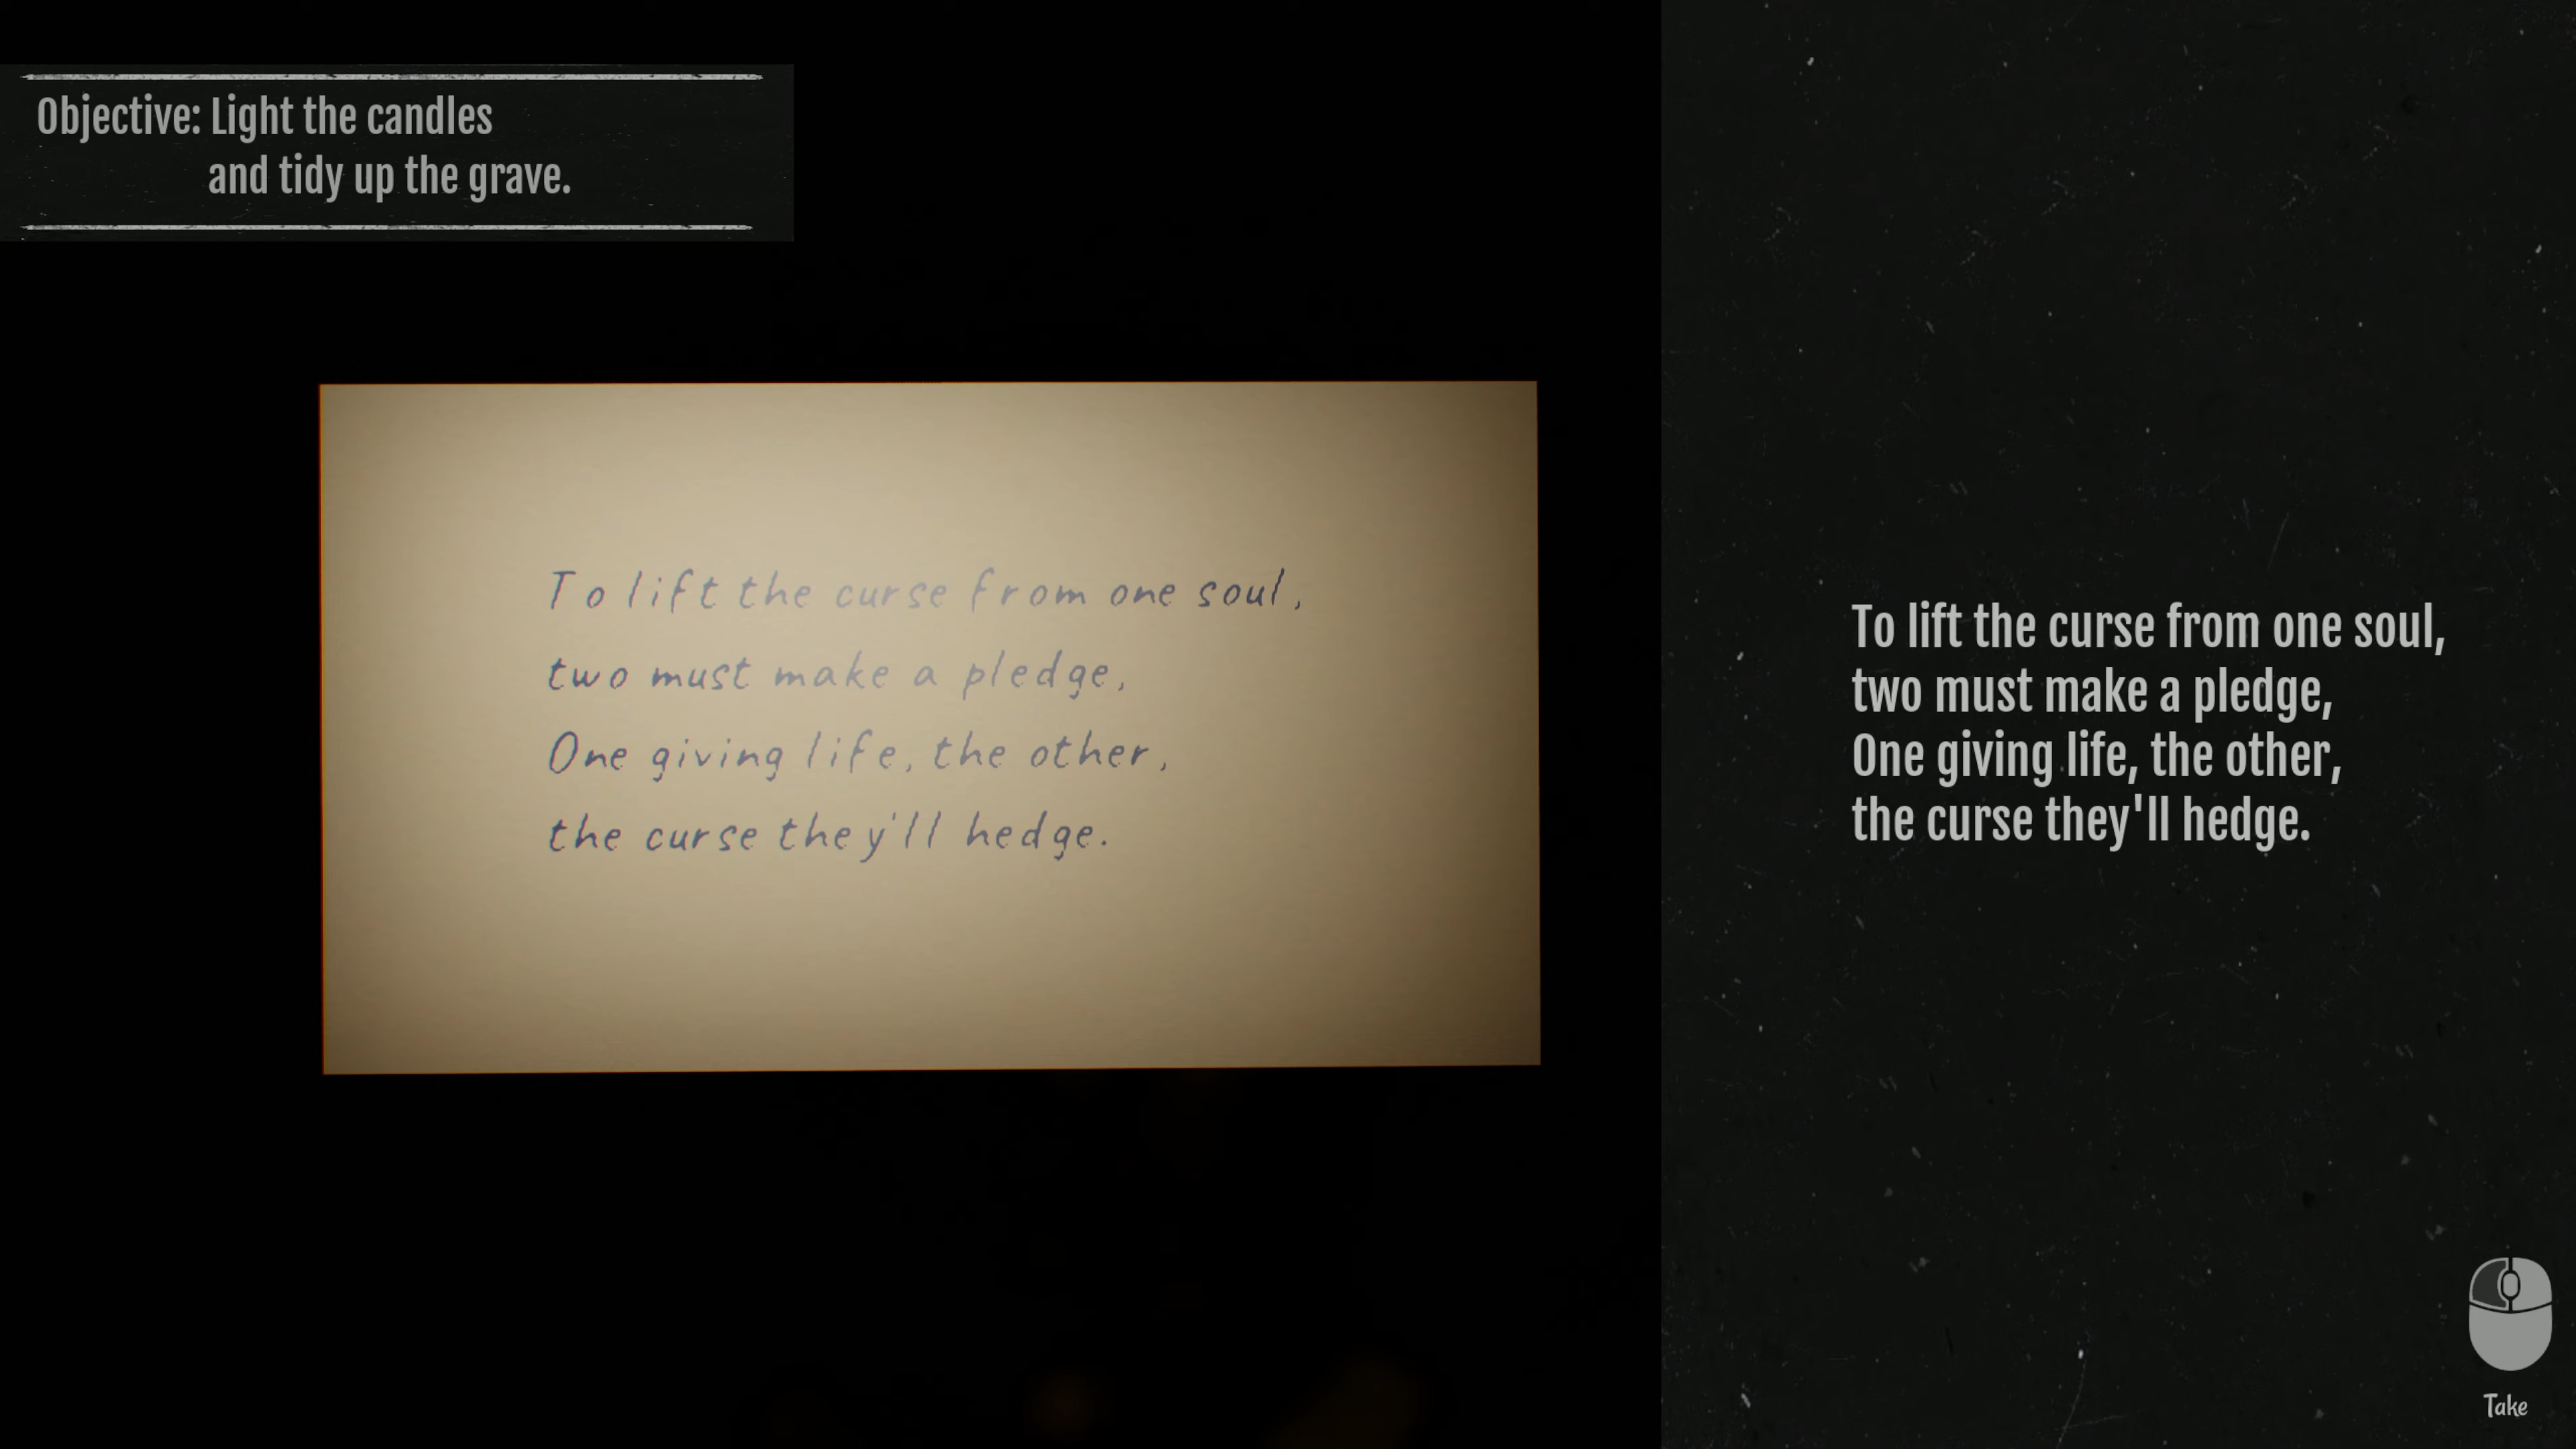 Objective: Light the candles
and tidy up the grave.
To lift the curse from one soul,
two must make a pledge,
One giving life, the other,
the curse they'll hedge.
To lift the curse from one soul,
two must make a pledge,
One giving life, the other,
the curse they'll hedge.
Take